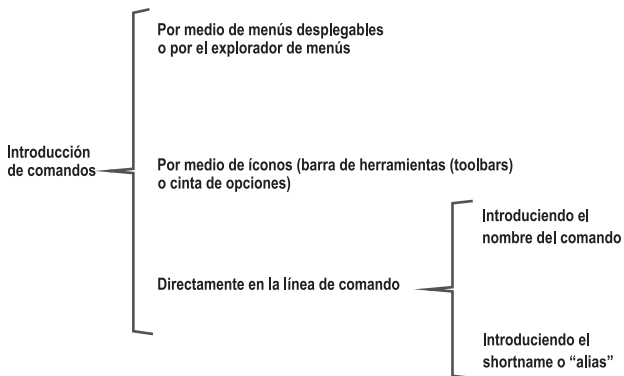 Por medio de menús desplegables
o por el explorador de menús
Introducción
de comandos
Por medio de íconos (barra de herramientas (toolbars)
o cinta de opciones)
Directamente en la línea de comando
Introduciendo el
nombre del comando
Introduciendo el
shortname o “alias”